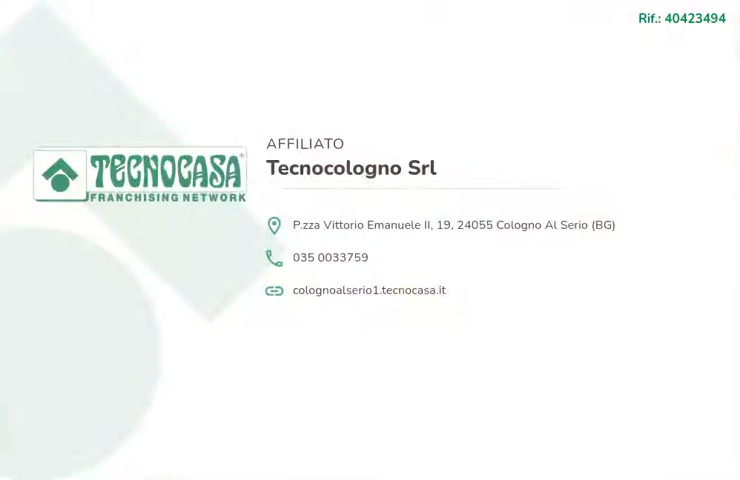 Rif.: 40423494
AFFILIATO
Tecnocologno Srl
TECNOCASA®
FRANCHISING NETWORK
P.zza Vittorio Emanuele II, 19, 24055 Cologno Al Serio (BG)
035 0033759
colognoalserio1.tecnocasa.it